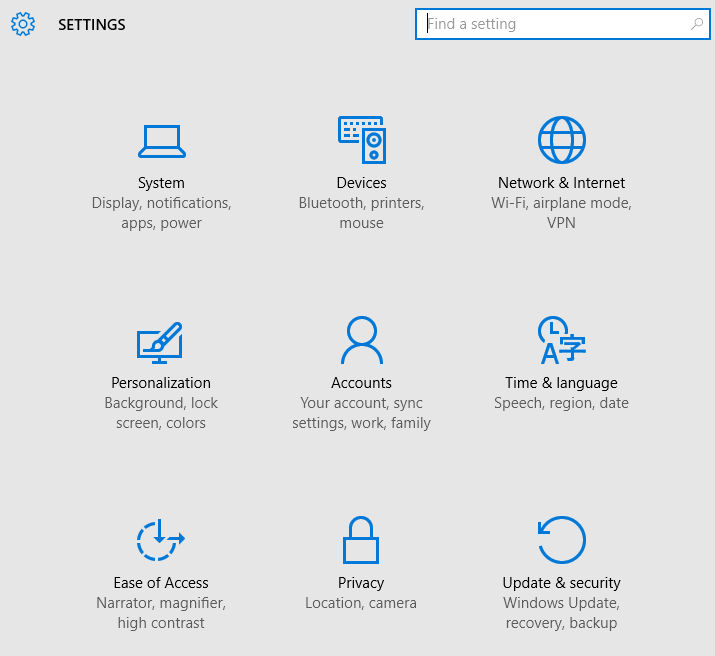 SETTINGS
Find a setting
System
Display, notifications,
apps, power
Devices
Bluetooth, printers,
mouse
Network & Internet
Wi-Fi, airplane mode,
VPN
Personalization
Background, lock
screen, colors
Accounts
Your account, sync
settings, work, family
A字
Time & language
Speech, region, date
Ease of Access
Narrator, magnifier,
high contrast
Privacy
Location, camera
Update & security
Windows Update,
recovery, backup